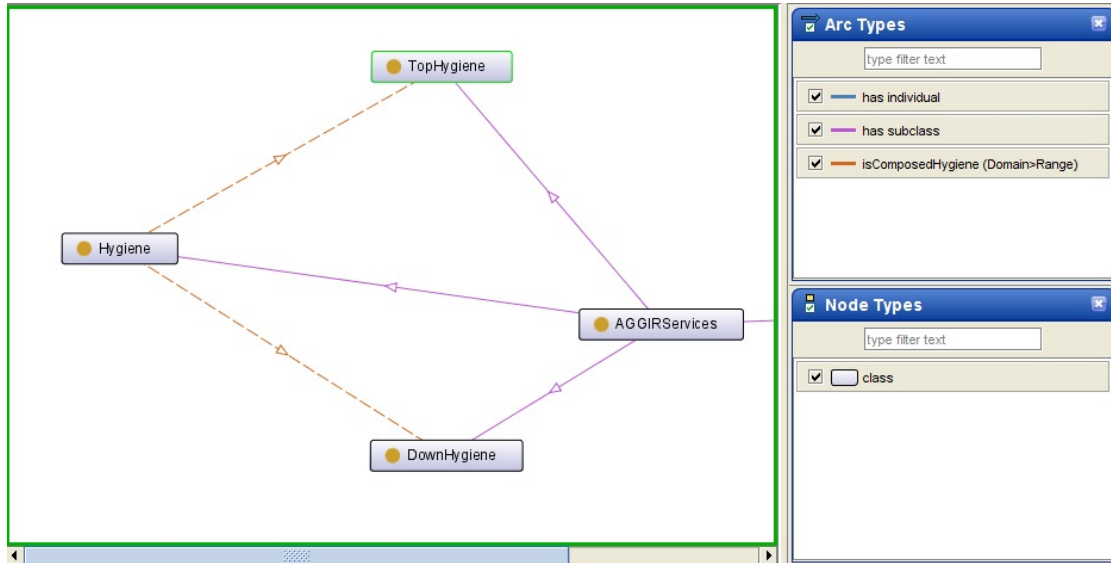 TopHygiene
Hygiene
AGGIRServices
DownHygiene
Arc Types
type filter text
has individual
has subclass
isComposedHygiene (Domain>Range)
Node Types
type filter text
class